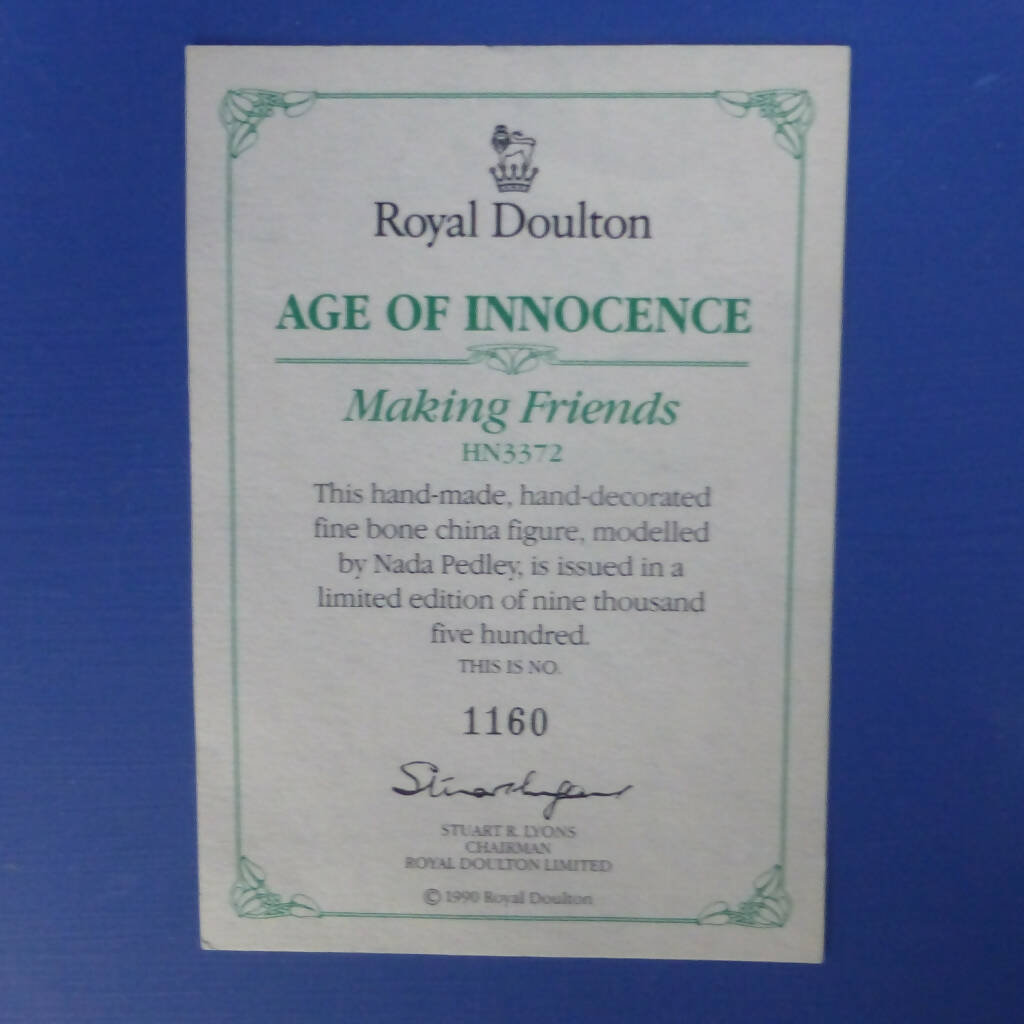 Royal Doulton
AGE OF INNOCENCE
Making Friends
HN3372
This hand-made, hand-decorated
fine bone china figure, modelled
by Nada Pedley, is issued in a
limited edition of nine thousand
five hundred.
THIS IS NO.
1160
STUART R. LYONS
CHAIRMAN
ROYAL DOULTON LIMITED
© 1990 Royal Doulton